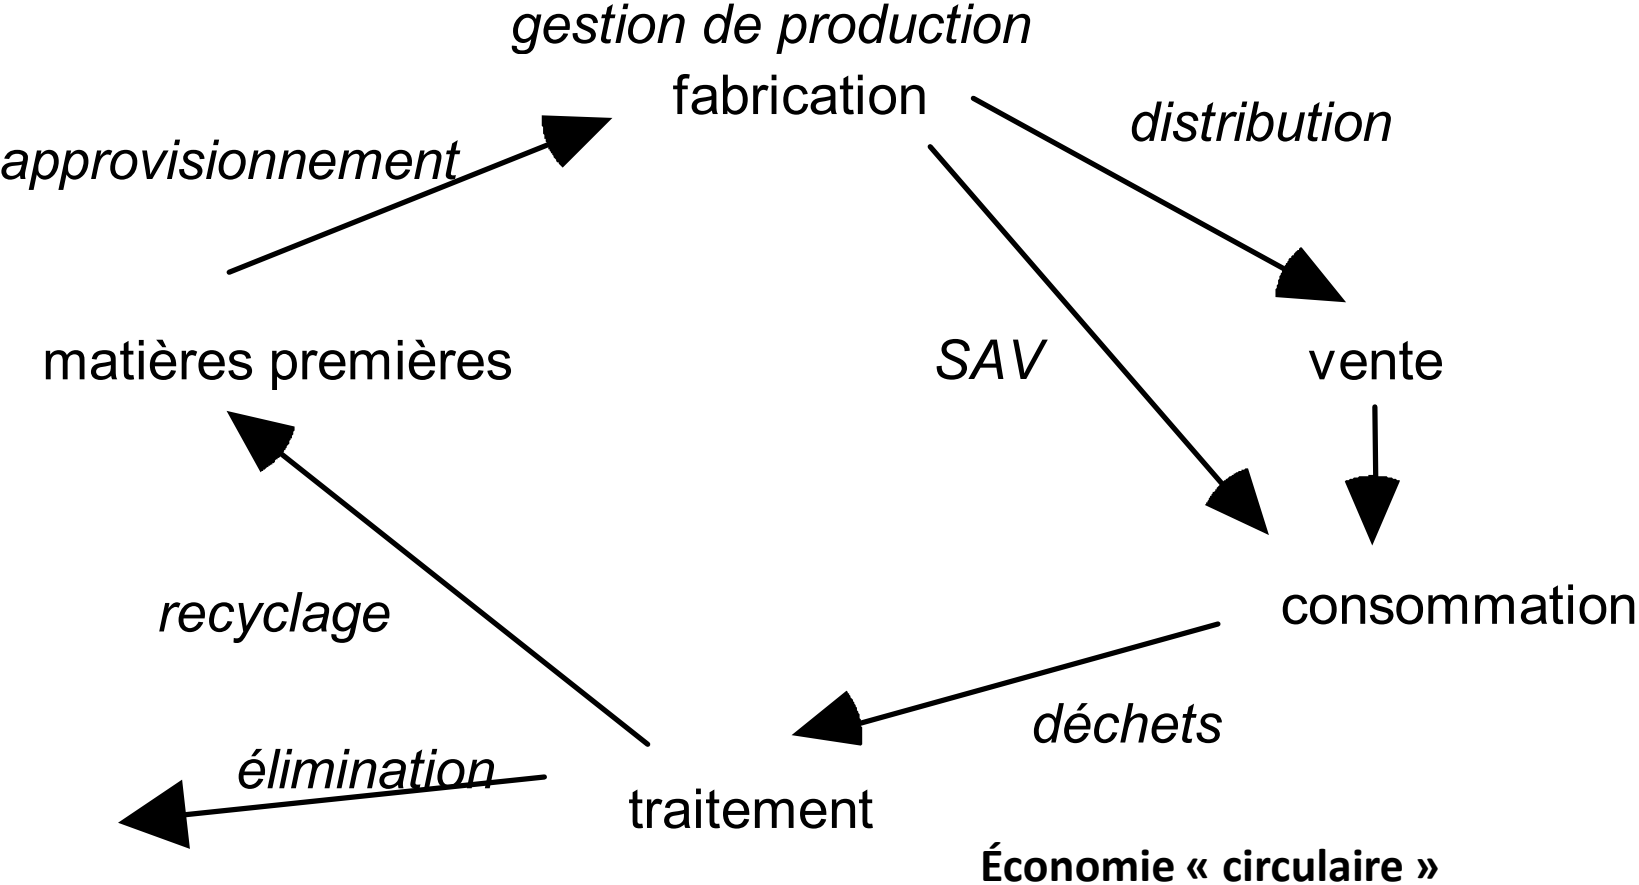 gestion de production
fabrication
distribution
approvisionnement
SAV
vente
matières premières
consommation
recyclage
déchets
élimination
traitement
Économie « circulaire »